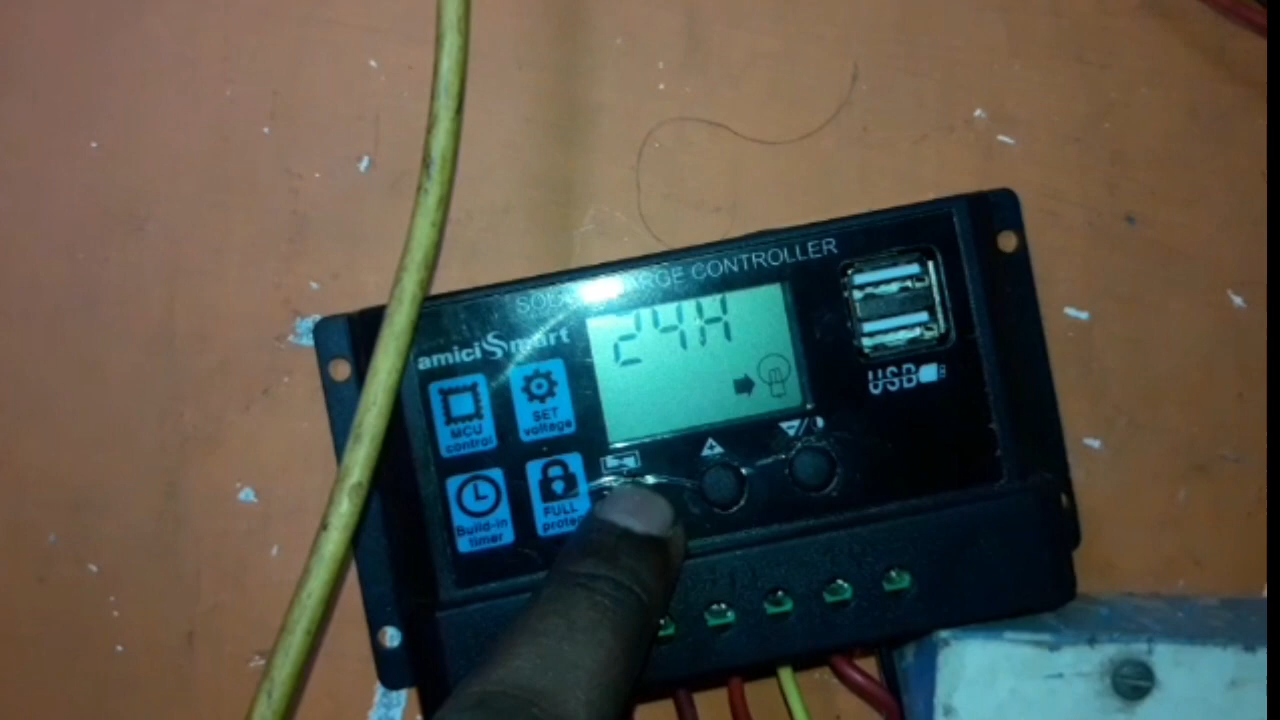 CONTROLLER
amiciSmart
24H
MCU
control
SET
voltage
Build-in
timer
FULL
USB